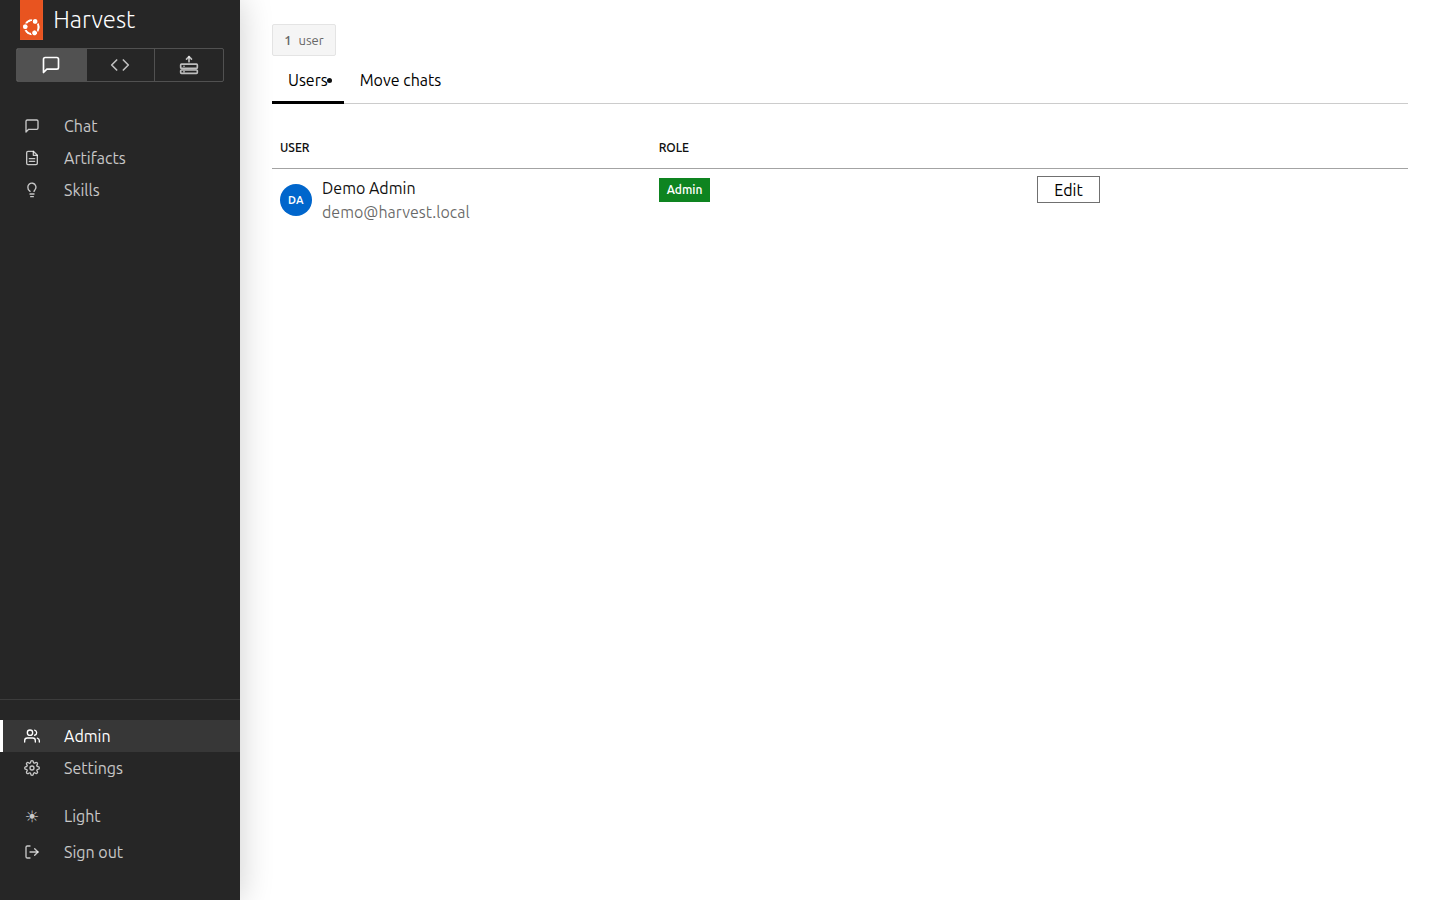 Harvest
Chat
Artifacts
Skills
Admin
Settings
Light
Sign out
1 user
Users
Move chats
USER
ROLE
DA
Demo Admin
demo@harvest.local
Admin
Edit